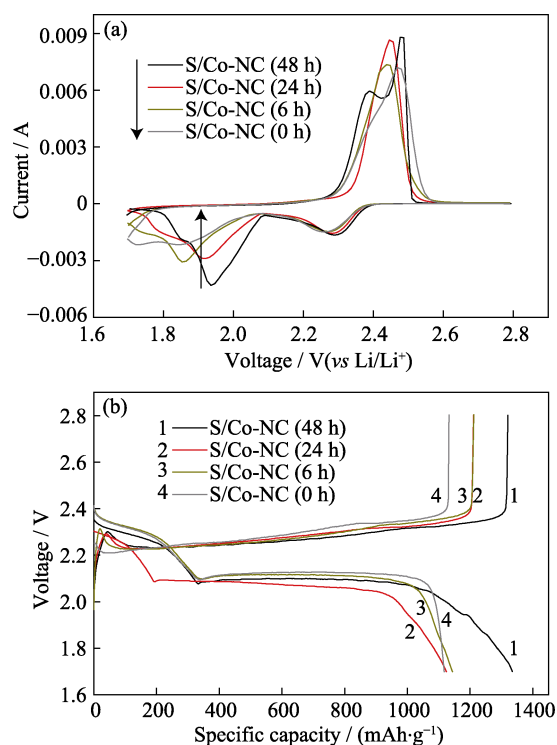 (a)
0.009
0.006
0.003
0
−0.003
−0.006
Current / A
S/Co-NC (48 h)
S/Co-NC (24 h)
S/Co-NC (6 h)
S/Co-NC (0 h)
1.6 2.0 2.2 2.4 2.6 2.8
Voltage / V(vs Li/Li⁺)
(b)
2.8
2.6
2.4
2.2
2.0
1.8
1.6
Voltage / V
1 S/Co-NC (48 h)
2 S/Co-NC (24 h)
3 S/Co-NC (6 h)
4 S/Co-NC (0 h)
4 3 2 1
3 4
2 1
0 200 400 600 800 1000 1200 1400
Specific capacity / (mAh·g⁻¹)